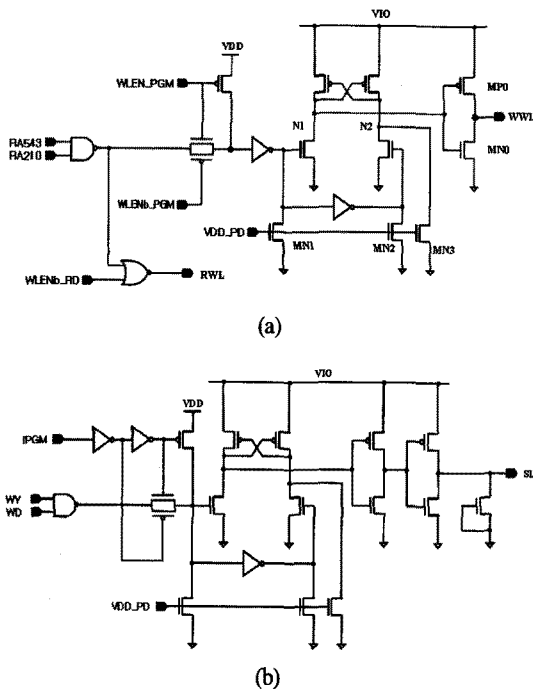 VIO
VDD
WLEN_PGM
MP0
WWL
RA543
RA210
N1
N2
MN0
WLENb_PGM
VDD_PD
MN1
MN2
MN3
WLENb_RD
RWL
(a)
VIO
VDD
IPGM
WY
WD
SL
VDD_PD
(b)